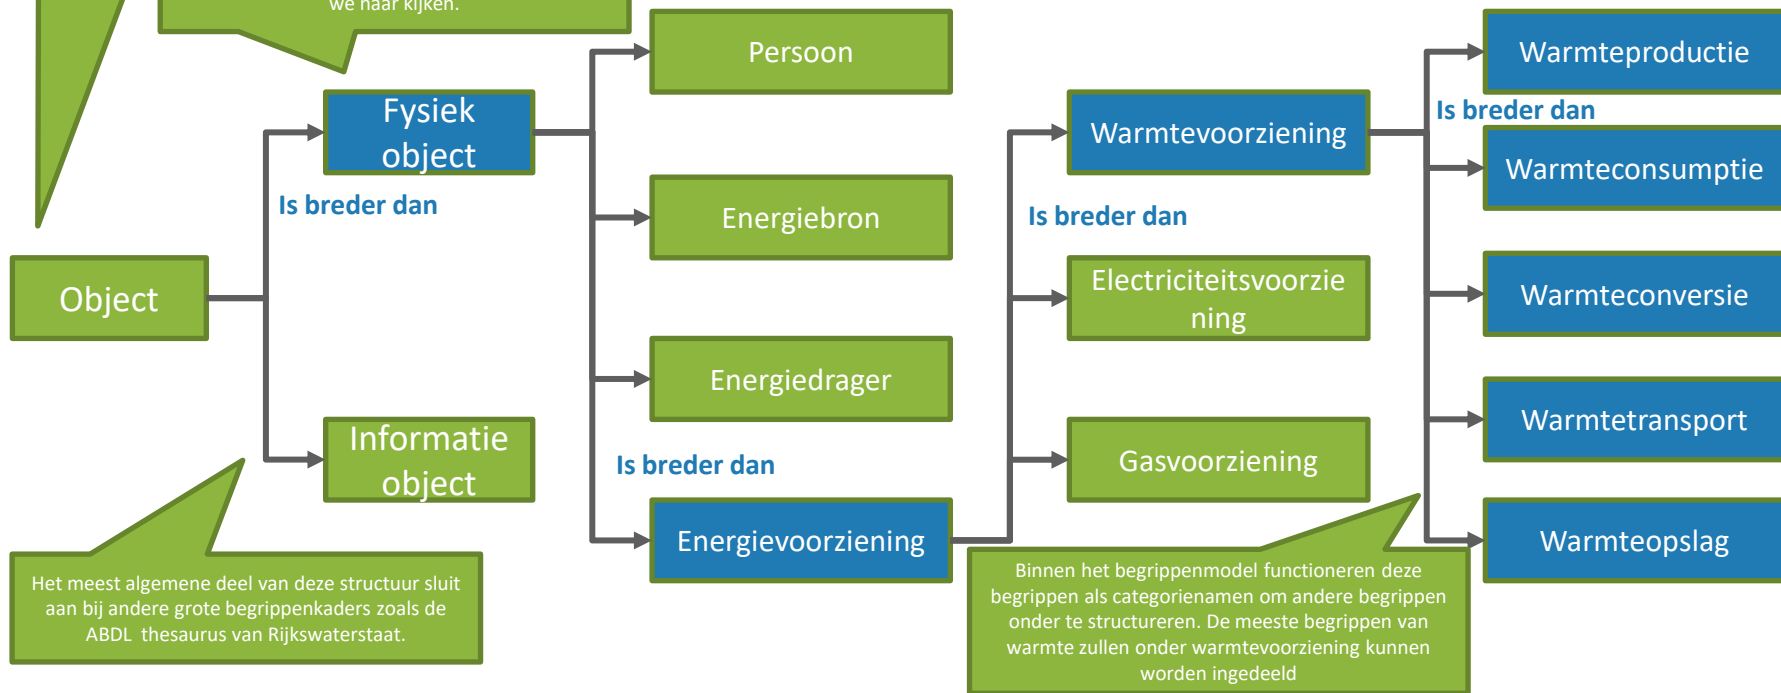 we naar kijken.
Persoon
Warmteproductie
Fysiek
object
Warmtevoorziening
Is breder dan
Warmteconsumptie
Is breder dan
Energiebron
Is breder dan
Object
Electriciteitsvoorzie
ning
Warmteconversie
Energiedrager
Informatie
object
Is breder dan
Gasvoorziening
Warmtetransport
Energievoorziening
Warmteopslag
Het meest algemene deel van deze structuur sluit
aan bij andere grote begrippenkaders zoals de
ABDL thesaurus van Rijkswaterstaat.
Binnen het begrippenmodel functioneren deze
begrippen als categorienamen om andere begrippen
onder te structureren. De meeste begrippen van
warmte zullen onder warmtevoorziening kunnen
worden ingedeeld